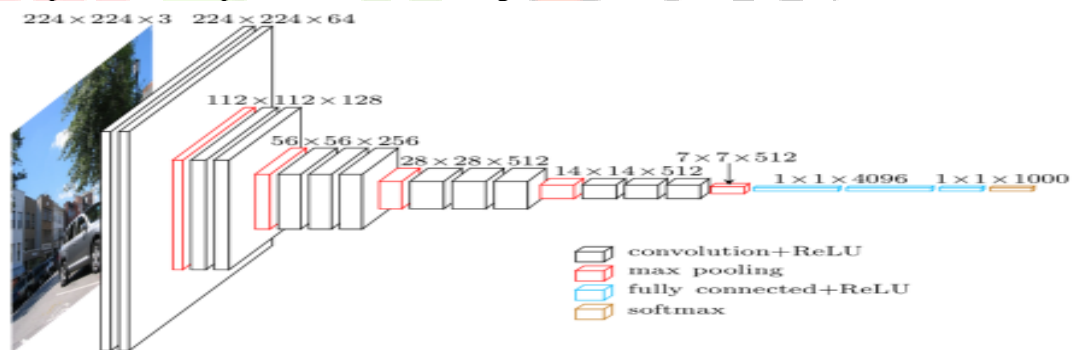 224×224×3 224×224×64
112×112×128
56×56×256
28×28×512
14×14×512
7×7×512
1×1×4096 1×1×1000
convolution+ReLU
max pooling
fully connected+ReLU
softmax